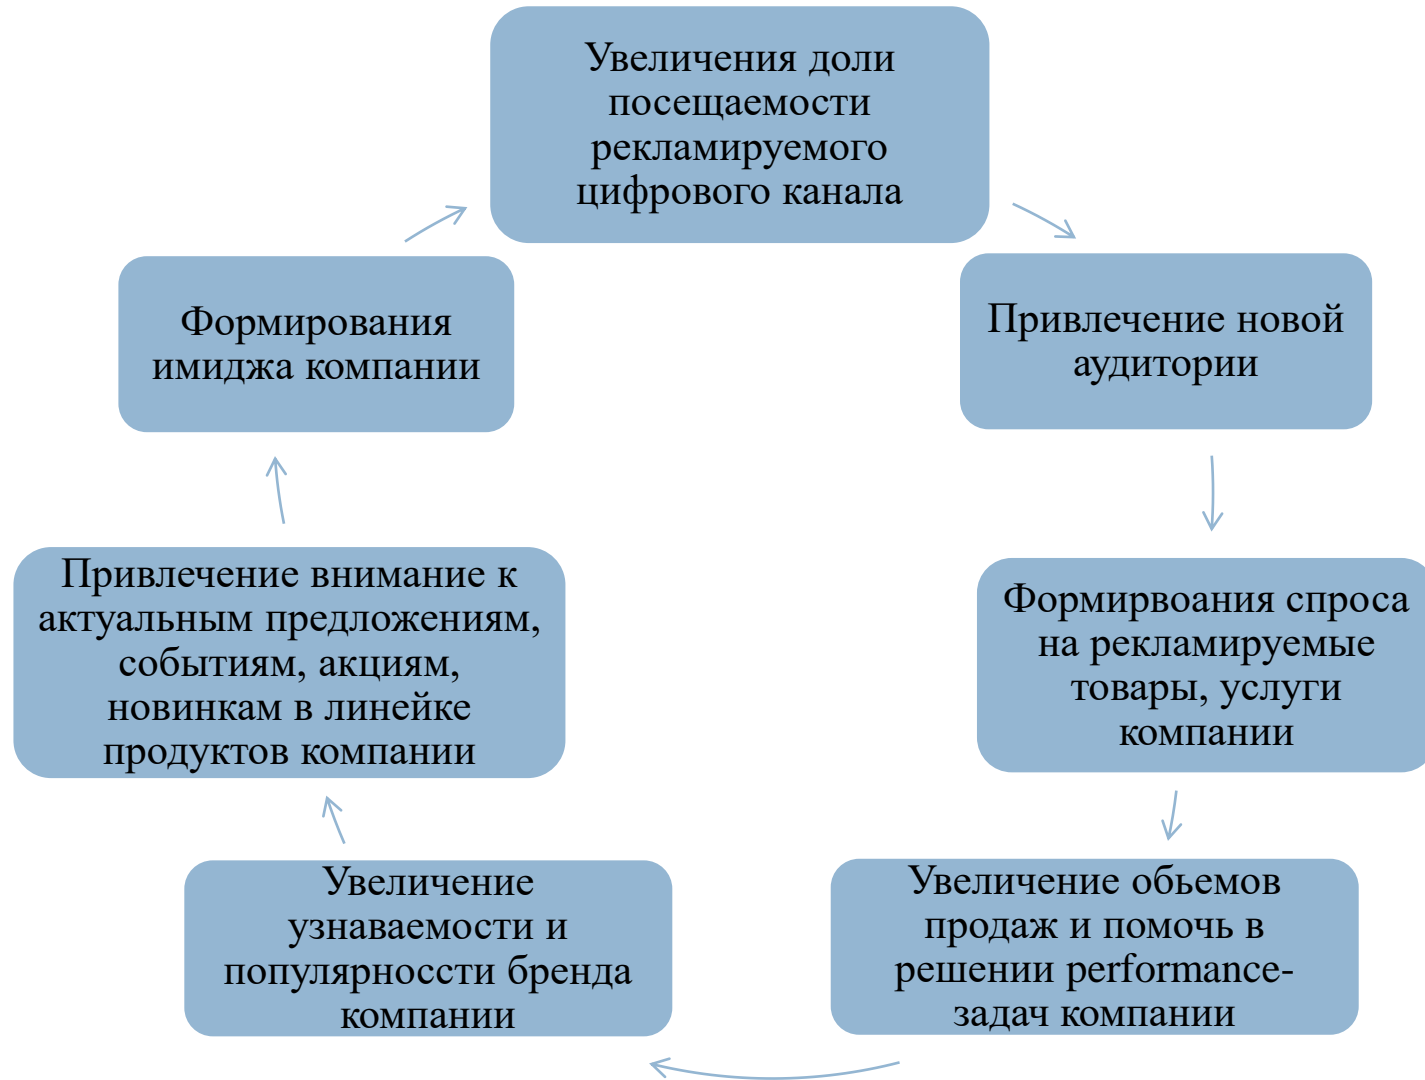 Увеличения доли
посещаемости
рекламируемого
цифрового канала
Привлечение новой
аудитории
Формирвоания спроса
на рекламируемые
товары, услуги
компании
Увеличение обьемов
продаж и помочь в
решении performance-
задач компании
Увеличение
узнаваемости и
популярноссти бренда
компании
Привлечение внимание к
актуальным предложениям,
событиям, акциям,
новинкам в линейке
продуктов компании
Формирования
имиджа компании